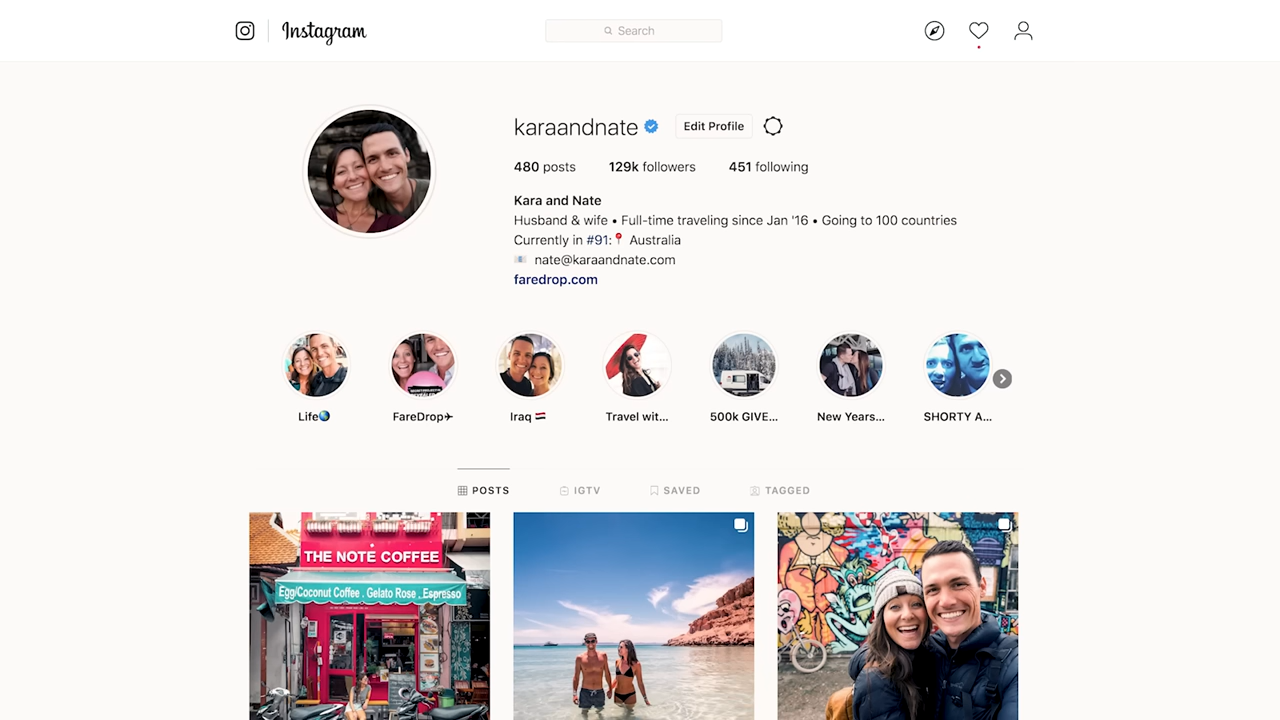 Instagram
Search
karaandnate
Edit Profile
480 posts 129k followers 451 following
Kara and Nate
Husband & wife • Full-time traveling since Jan '16 • Going to 100 countries
Currently in #91:📍 Australia
📧 nate@karaandnate.com
faredrop.com
Life🌏 FareDrop✈ Iraq 🇮🇶 Travel wit... 500k GIVE... New Years... SHORTY A...
POSTS IGTV SAVED TAGGED
THE NOTE COFFEE
Egg/Coconut Coffee . Gelato Rose . Espresso